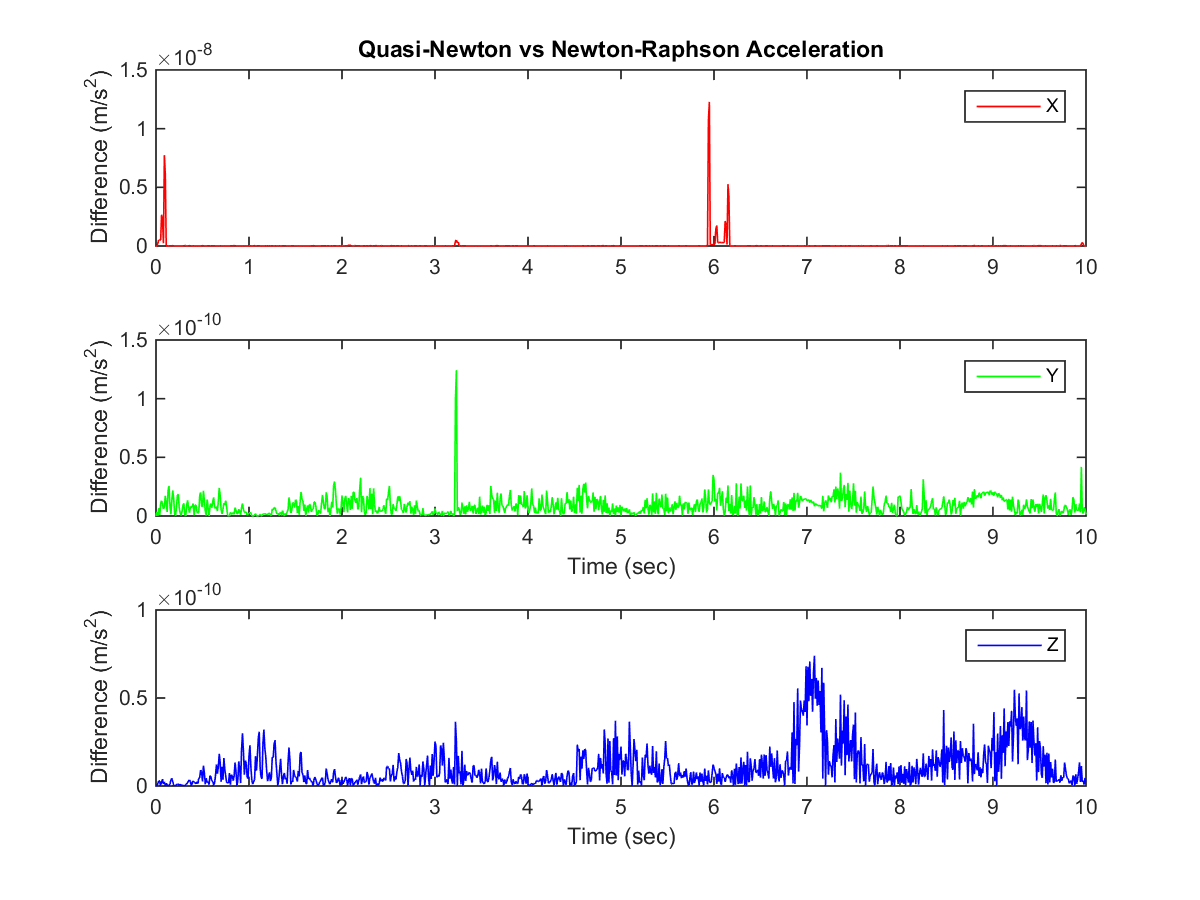 Quasi-Newton vs Newton-Raphson Acceleration
×10⁻⁸
1.5
1
0.5
0
Difference (m/s²)
X
0 1 2 3 4 5 6 7 8 9 10
×10⁻¹⁰
1.5
1
0.5
0
Difference (m/s²)
Y
0 1 2 3 4 5 6 7 8 9 10
Time (sec)
×10⁻¹⁰
1
0.5
0
Difference (m/s²)
Z
0 1 2 3 4 5 6 7 8 9 10
Time (sec)